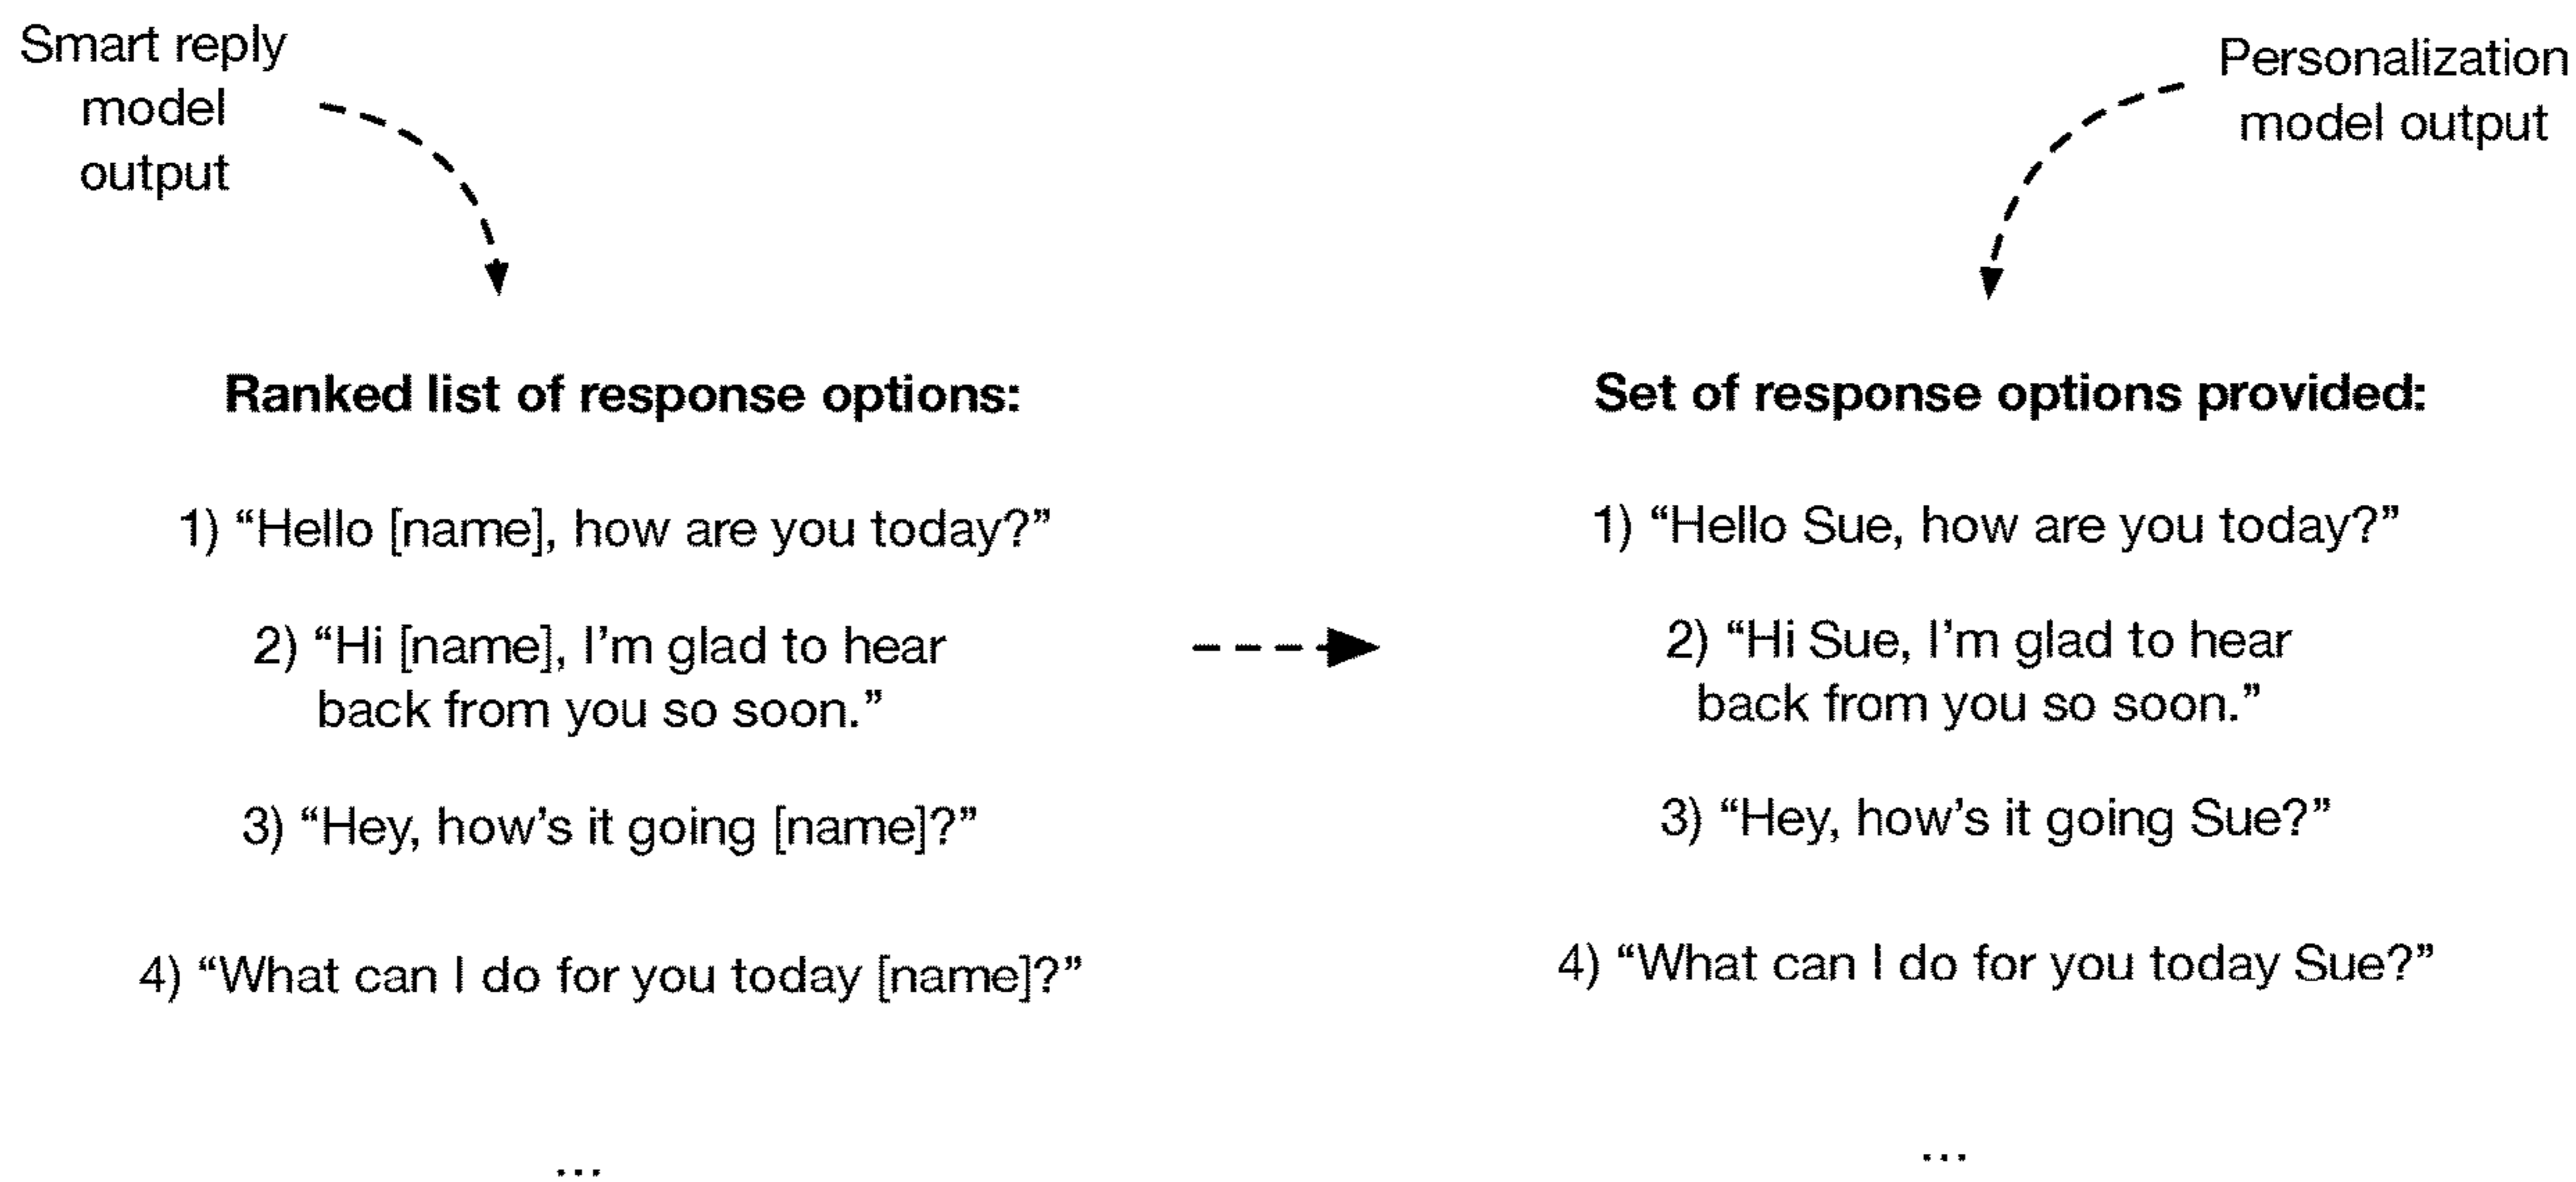 Smart reply
model
output
Personalization
model output
Ranked list of response options:
1) “Hello [name], how are you today?”
2) “Hi [name], I’m glad to hear
back from you so soon.”
3) “Hey, how’s it going [name]?”
4) “What can I do for you today [name]?”
...
Set of response options provided:
1) “Hello Sue, how are you today?”
2) “Hi Sue, I’m glad to hear
back from you so soon.”
3) “Hey, how’s it going Sue?”
4) “What can I do for you today Sue?”
...